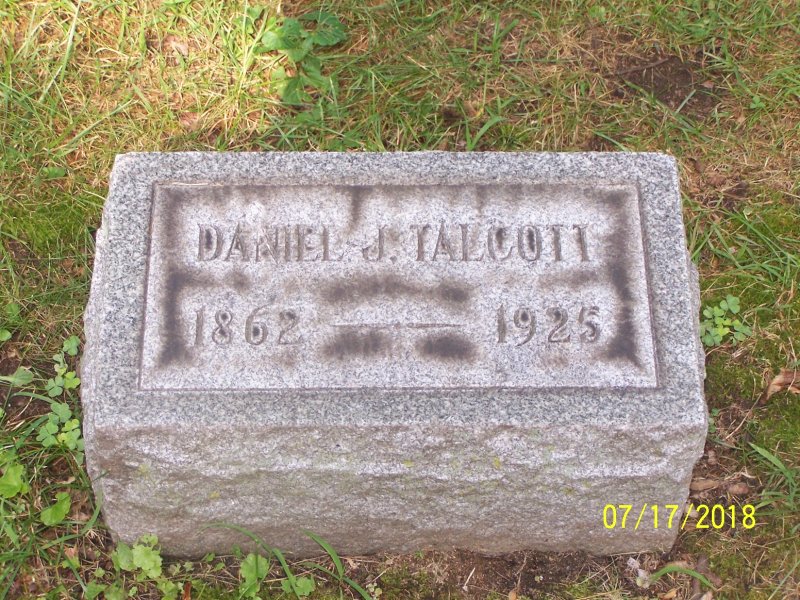 DANIEL J. TALCOTT
1862 — 1925
07/17/2018